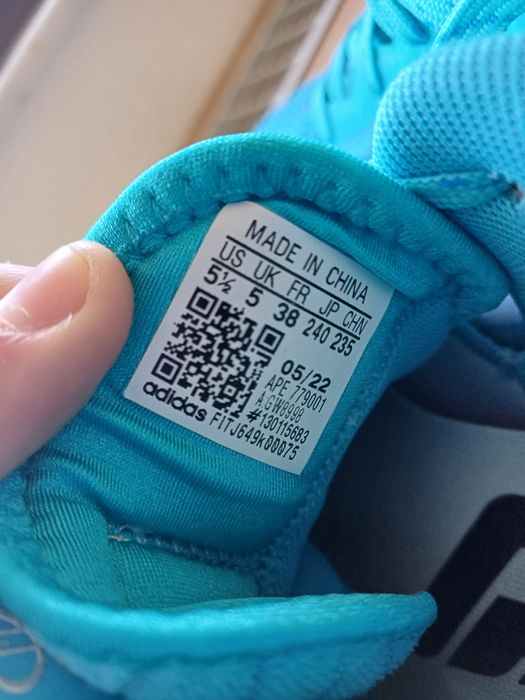 MADE IN CHINA
US UK FR JP CHN
5½ 5 38 240 235
05/22
APE 779001
A GW8998
#130115683
adidas FITJ649K00075